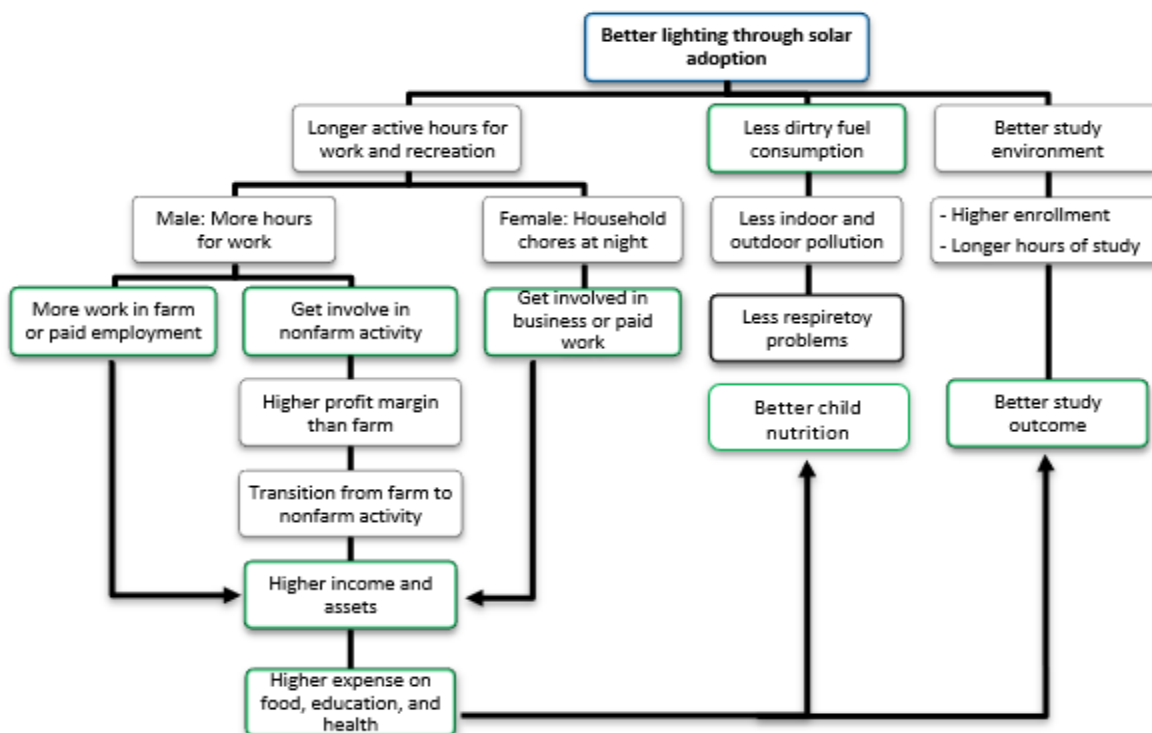 Better lighting through solar
adoption
Longer active hours for
work and recreation
Less dirtry fuel
consumption
Better study
environment
Male: More hours
for work
Female: Household
chores at night
Less indoor and
outdoor pollution
- Higher enrollment
- Longer hours of study
More work in farm
or paid employment
Get involve in
nonfarm activity
Get involved in
business or paid
work
Less respiretoy
problems
Higher profit margin
than farm
Better child
nutrition
Better study
outcome
Transition from farm to
nonfarm activity
Higher income and
assets
Higher expense on
food, education, and
health